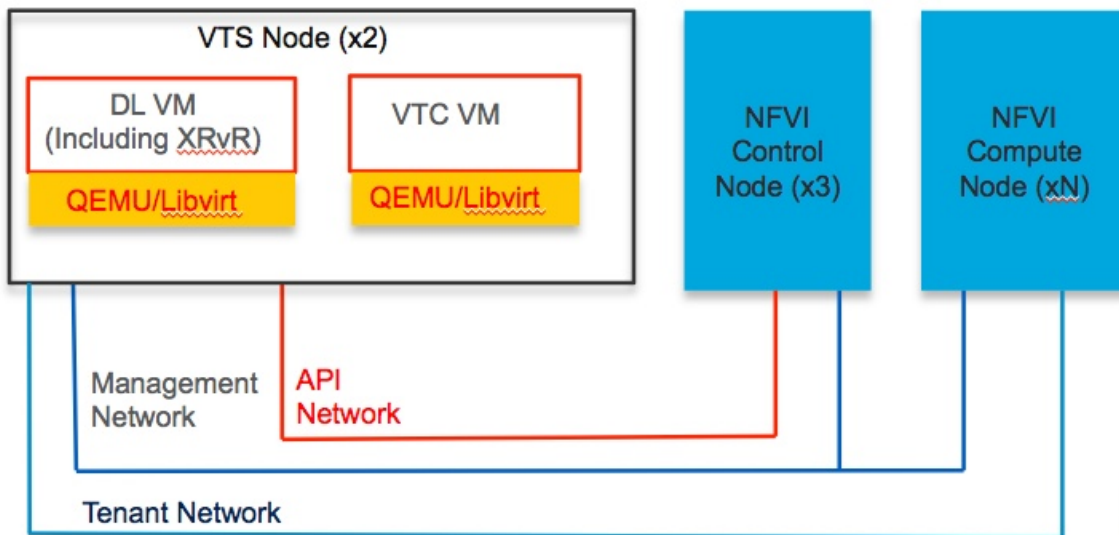 VTS Node (x2)
DL VM
(Including XRvR)
QEMU/Libvirt
VTC VM
QEMU/Libvirt
NFVI
Control
Node (x3)
NFVI
Compute
Node (xN)
Management
Network
API
Network
Tenant Network